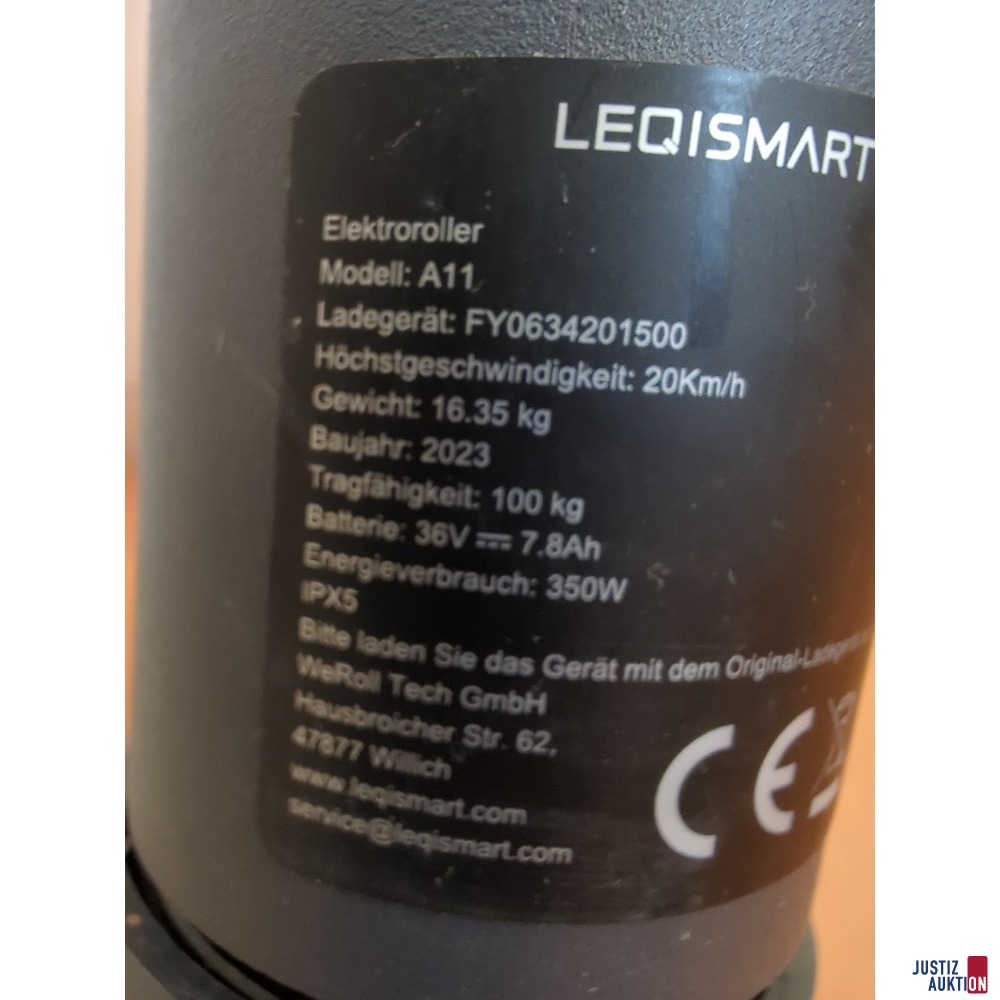 LEQISMART
Elektroroller
Modell: A11
Ladegerät: FY0634201500
Höchstgeschwindigkeit: 20Km/h
Gewicht: 16.35 kg
Baujahr: 2023
Tragfähigkeit: 100 kg
Batterie: 36V ⎓ 7.8Ah
Energieverbrauch: 350W
IPX5
Bitte laden Sie das Gerät mit dem Original-Ladegerät
WeRoll Tech GmbH
Hausbroicher Str. 62,
47877 Willich
www.leqismart.com
service@leqismart.com
CE
JUSTIZ
AUKTION